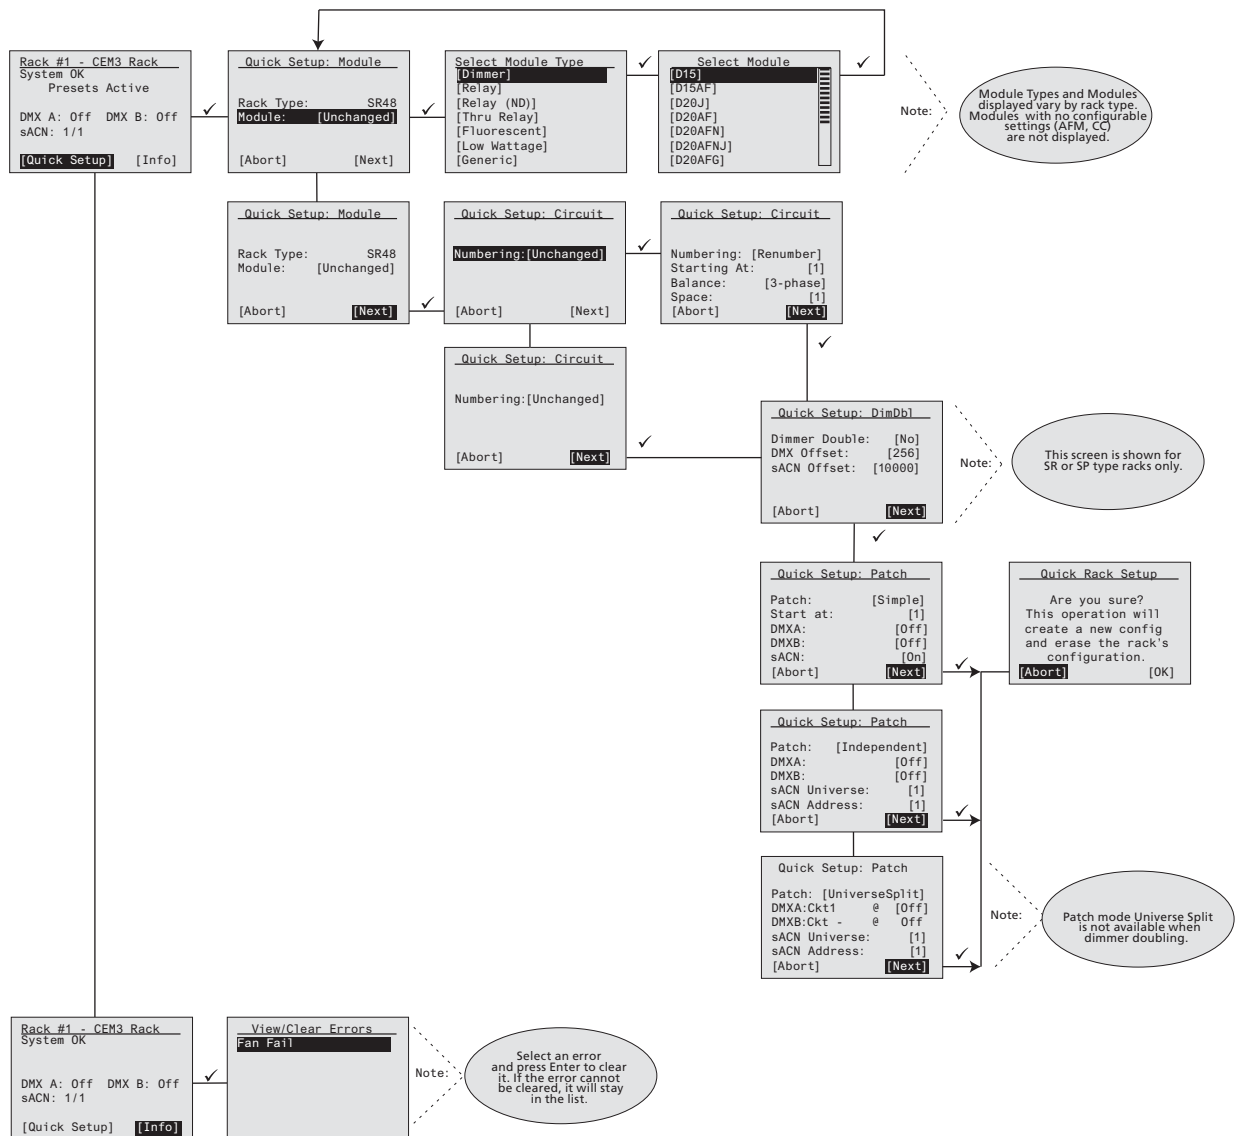 Rack #1 - CEM3 Rack
System OK
Presets Active
DMX A: Off DMX B: Off
sACN: 1/1
[Quick Setup] [Info]
Quick Setup: Module
Rack Type: SR48
Module: [Unchanged]
[Abort] [Next]
Select Module Type
[Dimmer]
[Relay]
[Relay (ND)]
[Thru Relay]
[Fluorescent]
[Low Wattage]
[Generic]
Select Module
[D15]
[D15AF]
[D20J]
[D20AF]
[D20AFN]
[D20AFNJ]
[D20AFG]
Note:
Module Types and Modules
displayed vary by rack type.
Modules with no configurable
settings (AFM, CC)
are not displayed.
Quick Setup: Module
Rack Type: SR48
Module: [Unchanged]
[Abort] [Next]
Quick Setup: Circuit
Numbering:[Unchanged]
[Abort] [Next]
Quick Setup: Circuit
Numbering: [Renumber]
Starting At: [1]
Balance: [3-phase]
Space: [1]
[Abort] [Next]
Quick Setup: Circuit
Numbering:[Unchanged]
[Abort] [Next]
Quick Setup: DimDbl
Dimmer Double: [No]
DMX Offset: [256]
sACN Offset: [10000]
[Abort] [Next]
Note:
This screen is shown for
SR or SP type racks only.
Quick Setup: Patch
Patch: [Simple]
Start at: [1]
DMXA: [Off]
DMXB: [Off]
sACN: [On]
[Abort] [Next]
Quick Rack Setup
Are you sure?
This operation will
create a new config
and erase the rack's
configuration.
[Abort] [OK]
Quick Setup: Patch
Patch: [Independent]
DMXA: [Off]
DMXB: [Off]
sACN Universe: [1]
sACN Address: [1]
[Abort] [Next]
Quick Setup: Patch
Patch: [UniverseSplit]
DMXA:Ckt1 @ [Off]
DMXB:Ckt - @ Off
sACN Universe: [1]
sACN Address: [1]
[Abort] [Next]
Note:
Patch mode Universe Split
is not available when
dimmer doubling.
Rack #1 - CEM3 Rack
System OK
DMX A: Off DMX B: Off
sACN: 1/1
[Quick Setup] [Info]
View/Clear Errors
Fan Fail
Note:
Select an error
and press Enter to clear
it. If the error cannot
be cleared, it will stay
in the list.